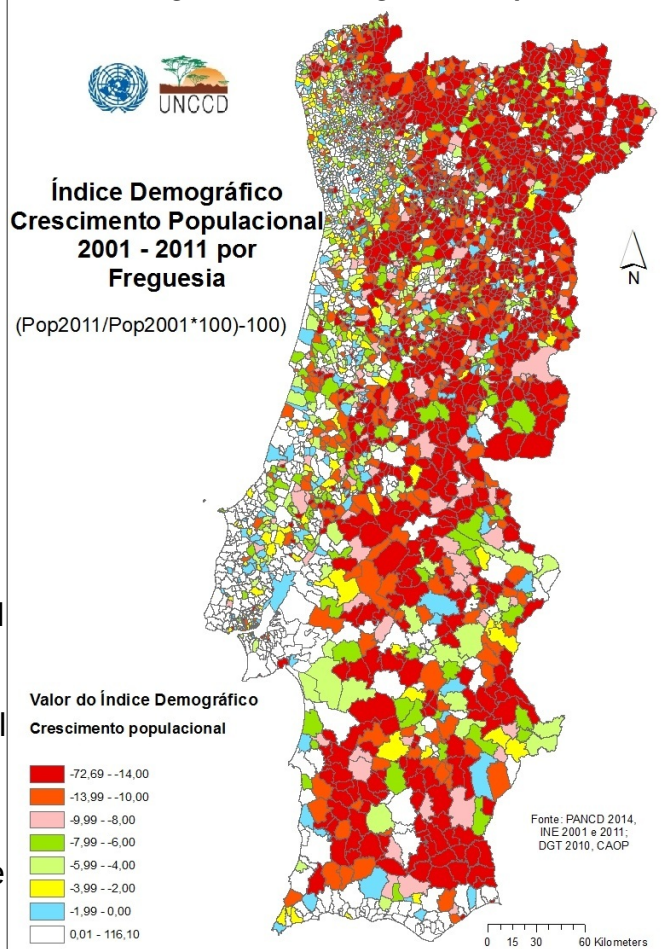 UNCCD
Índice Demográfico
Crescimento Populacional
2001 - 2011 por
Freguesia
(Pop2011/Pop2001*100)-100)
N
Valor do Índice Demográfico
Crescimento populacional
-72,69 - -14,00
-13,99 - -10,00
-9,99 - -8,00
-7,99 - -6,00
-5,99 - -4,00
-3,99 - -2,00
-1,99 - 0,00
0,01 - 116,10
Fonte: PANCD 2014,
INE 2001 e 2011;
DGT 2010, CAOP
0 15 30 60 Kilometers